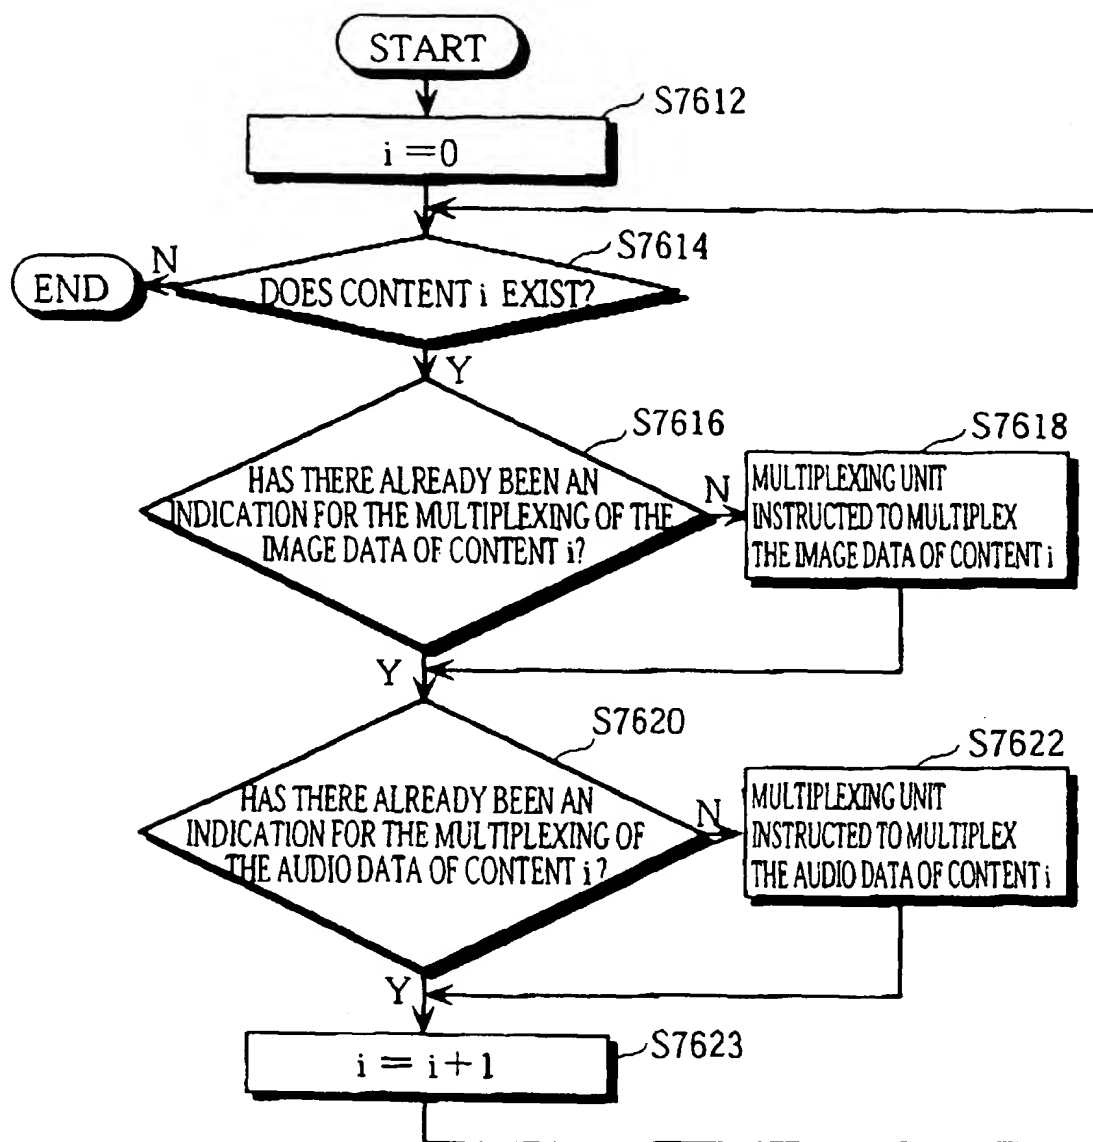 START
S7612
i=0
S7614
N
END
DOES CONTENT i EXIST?
Y
S7616
HAS THERE ALREADY BEEN AN
INDICATION FOR THE MULTIPLEXING OF THE
IMAGE DATA OF CONTENT i?
N
S7618
MULTIPLEXING UNIT
INSTRUCTED TO MULTIPLEX
THE IMAGE DATA OF CONTENT i
Y
S7620
HAS THERE ALREADY BEEN AN
INDICATION FOR THE MULTIPLEXING OF
THE AUDIO DATA OF CONTENT i?
N
S7622
MULTIPLEXING UNIT
INSTRUCTED TO MULTIPLEX
THE AUDIO DATA OF CONTENT i
Y
S7623
i = i+1